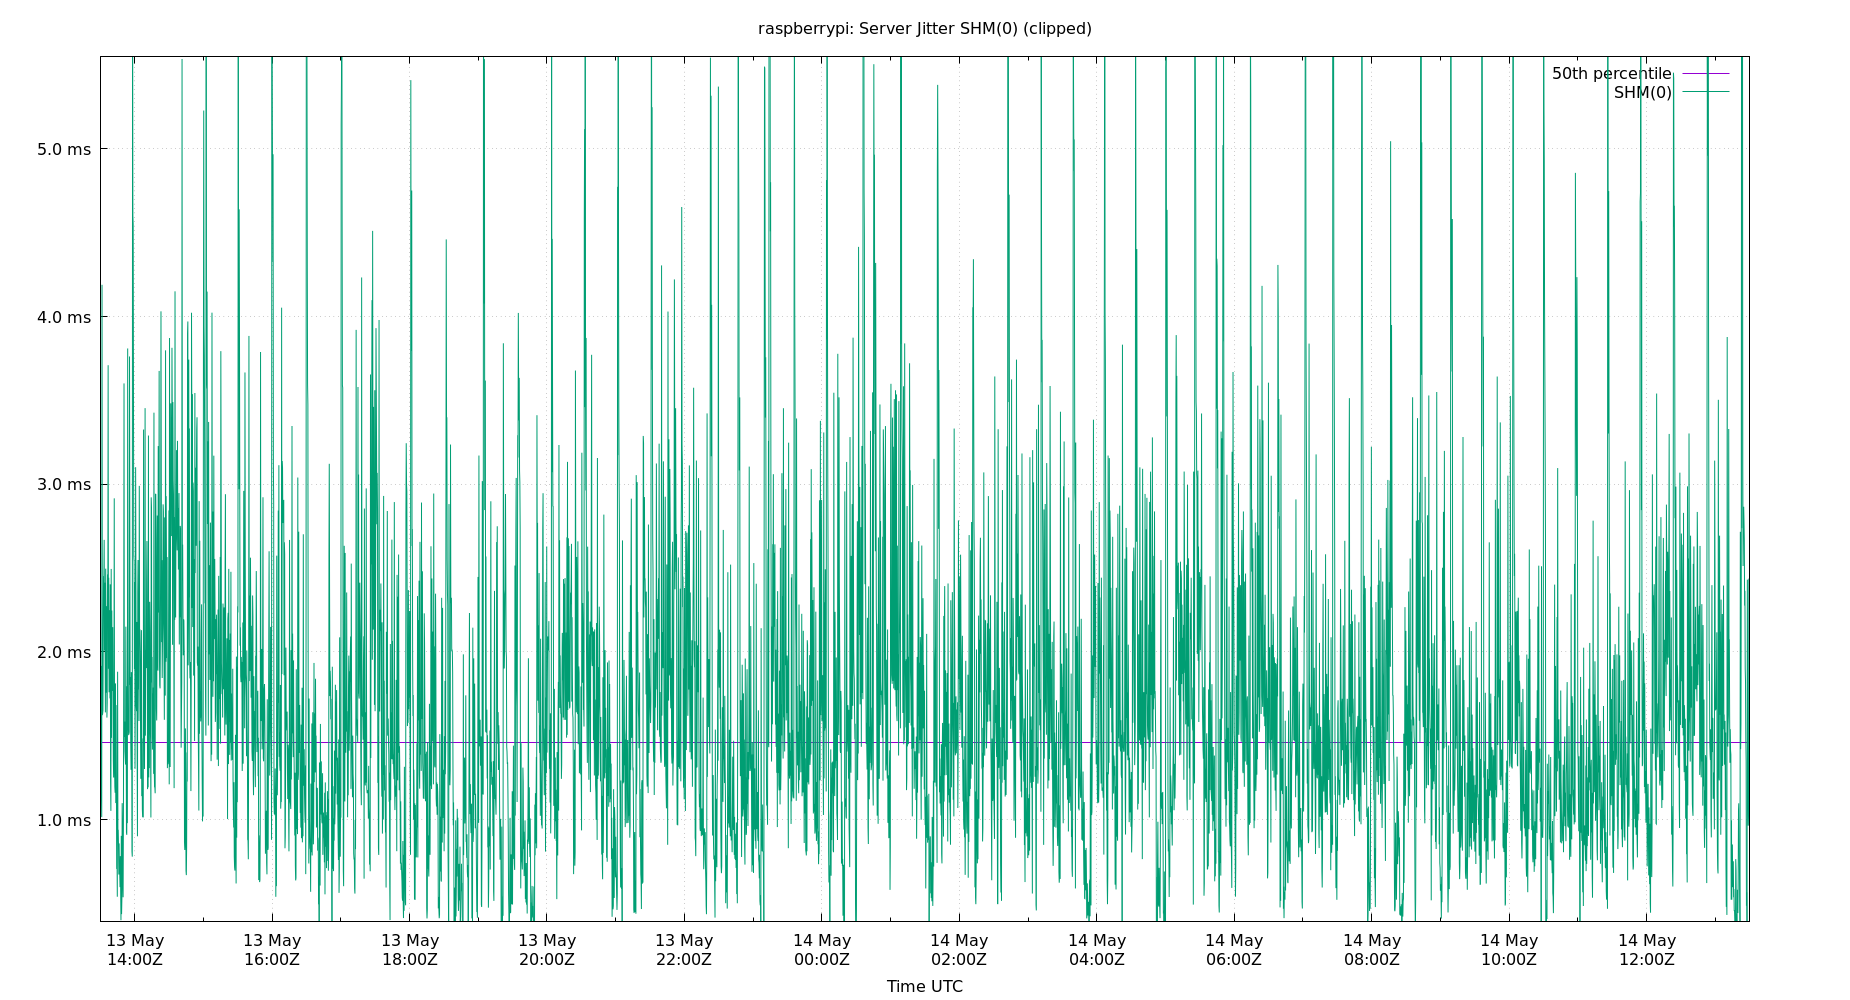 raspberrypi: Server Jitter SHM(0) (clipped)
50th percentile
SHM(0)
5.0 ms
4.0 ms
3.0 ms
2.0 ms
1.0 ms
13 May 13 May 13 May 13 May 13 May 14 May 14 May 14 May 14 May 14 May 14 May 14 May
14:00Z 16:00Z 18:00Z 20:00Z 22:00Z 00:00Z 02:00Z 04:00Z 06:00Z 08:00Z 10:00Z 12:00Z
Time UTC